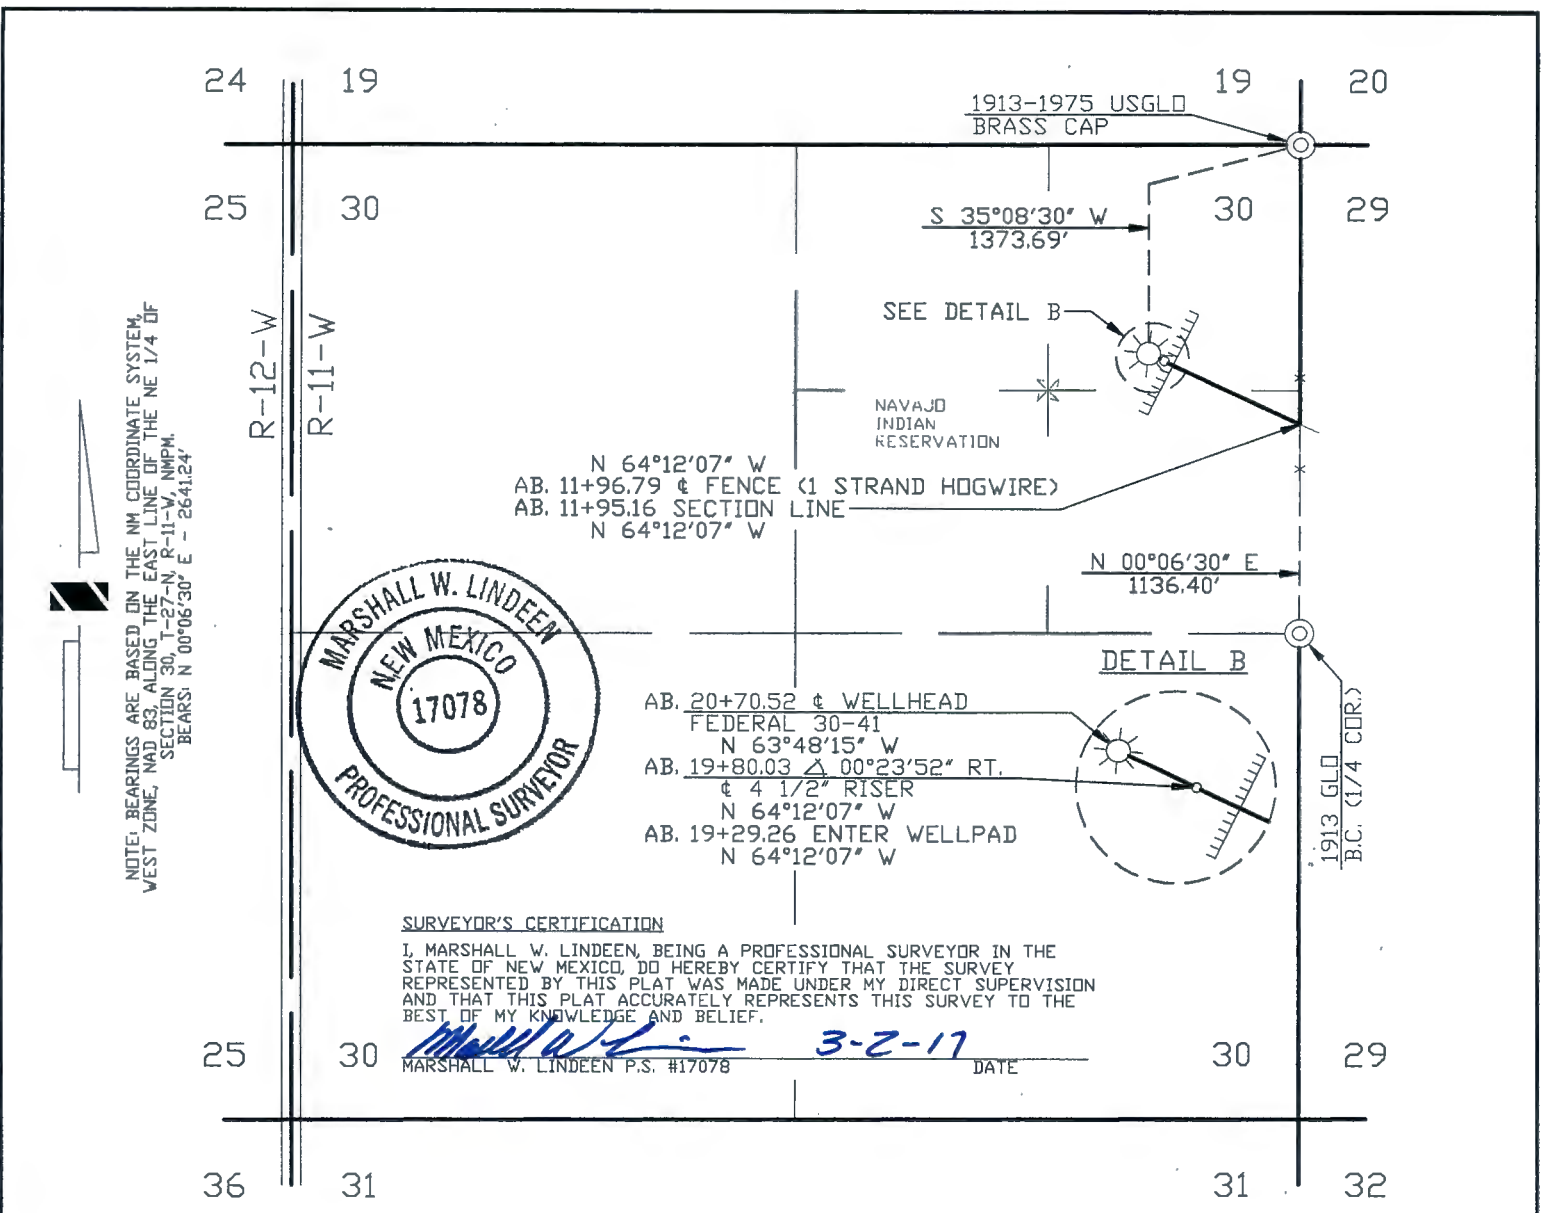 24 19 19 20
1913-1975 USGLO
BRASS CAP
25 30 30 29
S 35°08'30" W
1373.69'
SEE DETAIL B
R-12-W
R-11-W
NAVAJO
INDIAN
RESERVATION
N 64°12'07" W
AB. 11+96.79 ℄ FENCE (1 STRAND HOGWIRE)
AB. 11+95.16 SECTION LINE
N 64°12'07" W
N 00°06'30" E
1136.40'
NOTE: BEARINGS ARE BASED ON THE NM COORDINATE SYSTEM,
WEST ZONE, NAD 83, ALONG THE EAST LINE OF THE NE 1/4 OF
SECTION 30, T-27-N, R-11-W, NMPM.
BEARS: N 00°06'30" E - 2641.24'
MARSHALL W. LINDEEN
NEW MEXICO
17078
PROFESSIONAL SURVEYOR
DETAIL B
AB. 20+70.52 ℄ WELLHEAD
FEDERAL 30-41
N 63°48'15" W
AB. 19+80.03 △ 00°23'52" RT.
℄ 4 1/2" RISER
N 64°12'07" W
AB. 19+29.26 ENTER WELLPAD
N 64°12'07" W
1913 GLO
B.C. (1/4 COR.)
SURVEYOR'S CERTIFICATION
I, MARSHALL W. LINDEEN, BEING A PROFESSIONAL SURVEYOR IN THE
STATE OF NEW MEXICO, DO HEREBY CERTIFY THAT THE SURVEY
REPRESENTED BY THIS PLAT WAS MADE UNDER MY DIRECT SUPERVISION
AND THAT THIS PLAT ACCURATELY REPRESENTS THIS SURVEY TO THE
BEST OF MY KNOWLEDGE AND BELIEF.
3-2-17
MARSHALL W. LINDEEN P.S. #17078 DATE
25 30 30 29
36 31 31 32